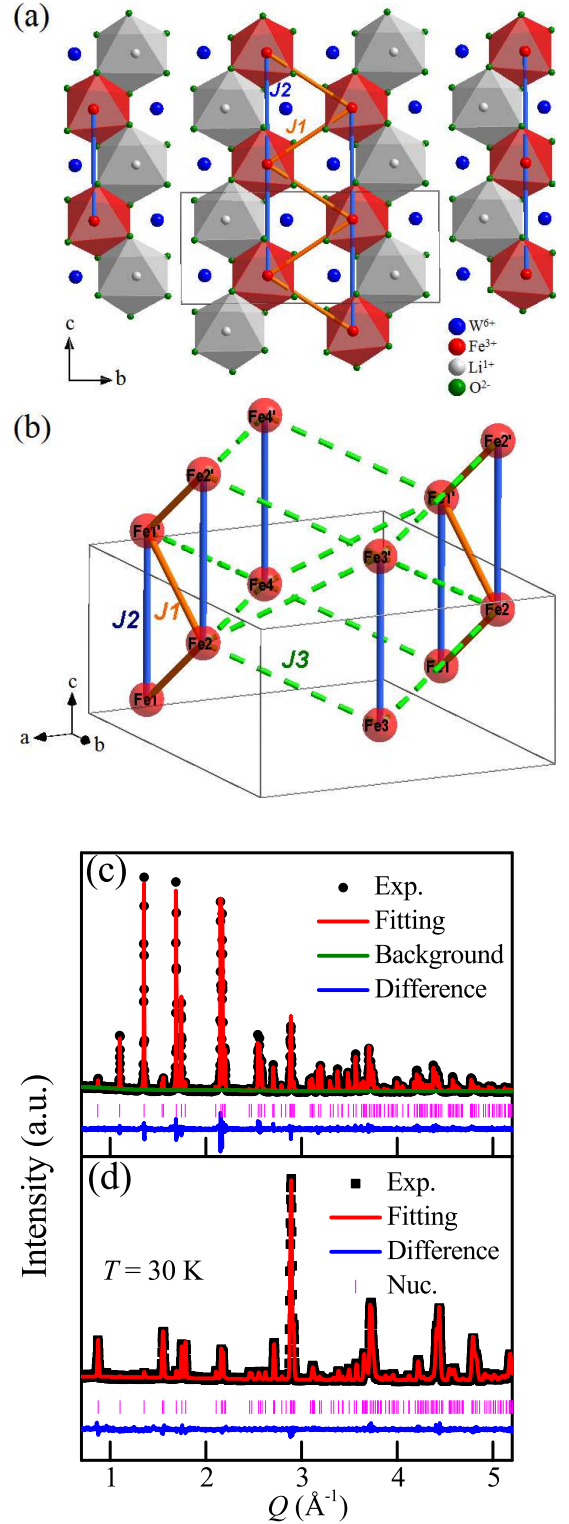 (a)
J2
J1
W6+
Fe3+
Li1+
O2-
c
b
(b)
Fe4'
Fe2'
Fe2'
Fe1'
Fe1'
Fe3'
Fe4
J2
J1
Fe2
Fe2
J3
Fe1
Fe1
Fe3
c
a
b
(c)
Exp.
Fitting
Background
Difference
Intensity (a.u.)
(d)
Exp.
Fitting
Difference
Nuc.
T = 30 K
1 2 3 4 5
Q (Å-1)